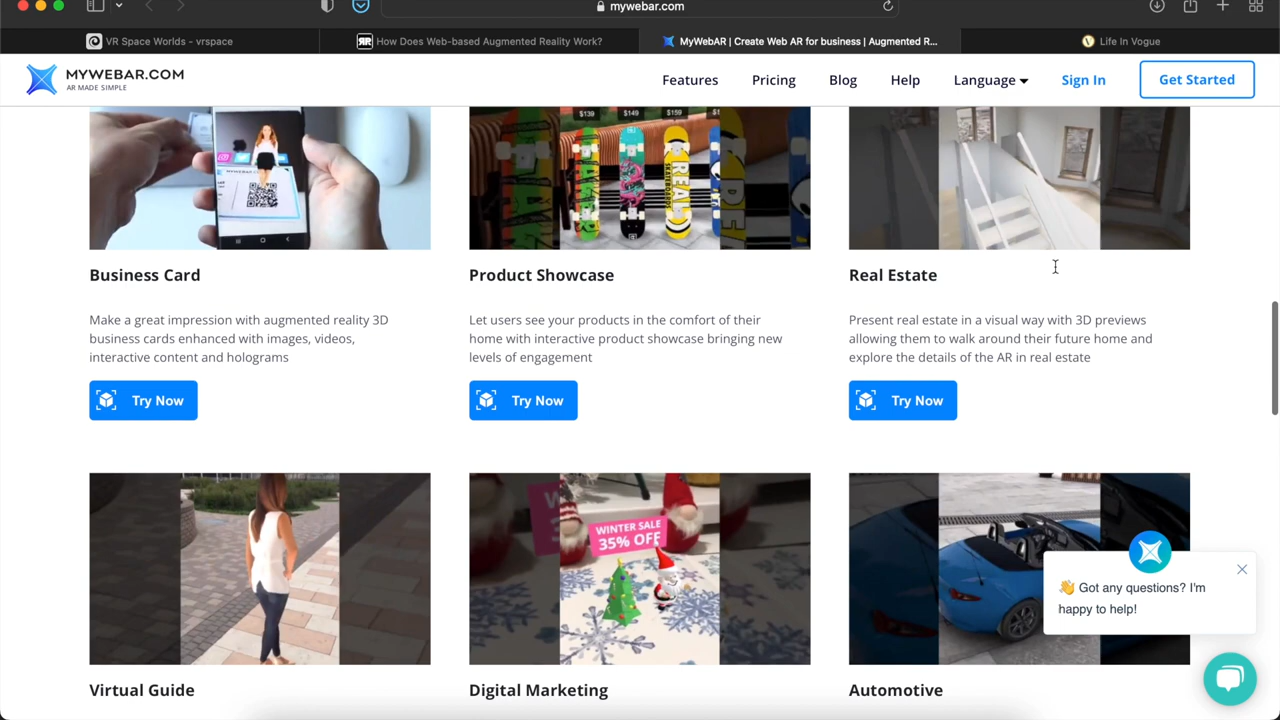 mywebar.com
VR Space Worlds - vrspace
How Does Web-based Augmented Reality Work?
MyWebAR | Create Web AR for business | Augmented R...
Life In Vogue
MYWEBAR.COM
AR MADE SIMPLE
Features
Pricing
Blog
Help
Language
Sign In
Get Started
$139
$149
$159
REAL
Business Card
Product Showcase
Real Estate
Make a great impression with augmented reality 3D
business cards enhanced with images, videos,
interactive content and holograms
Let users see your products in the comfort of their
home with interactive product showcase bringing new
levels of engagement
Present real estate in a visual way with 3D previews
allowing them to walk around their future home and
explore the details of the AR in real estate
Try Now
Try Now
Try Now
WINTER SALE
35% OFF
Got any questions? I'm
happy to help!
Virtual Guide
Digital Marketing
Automotive